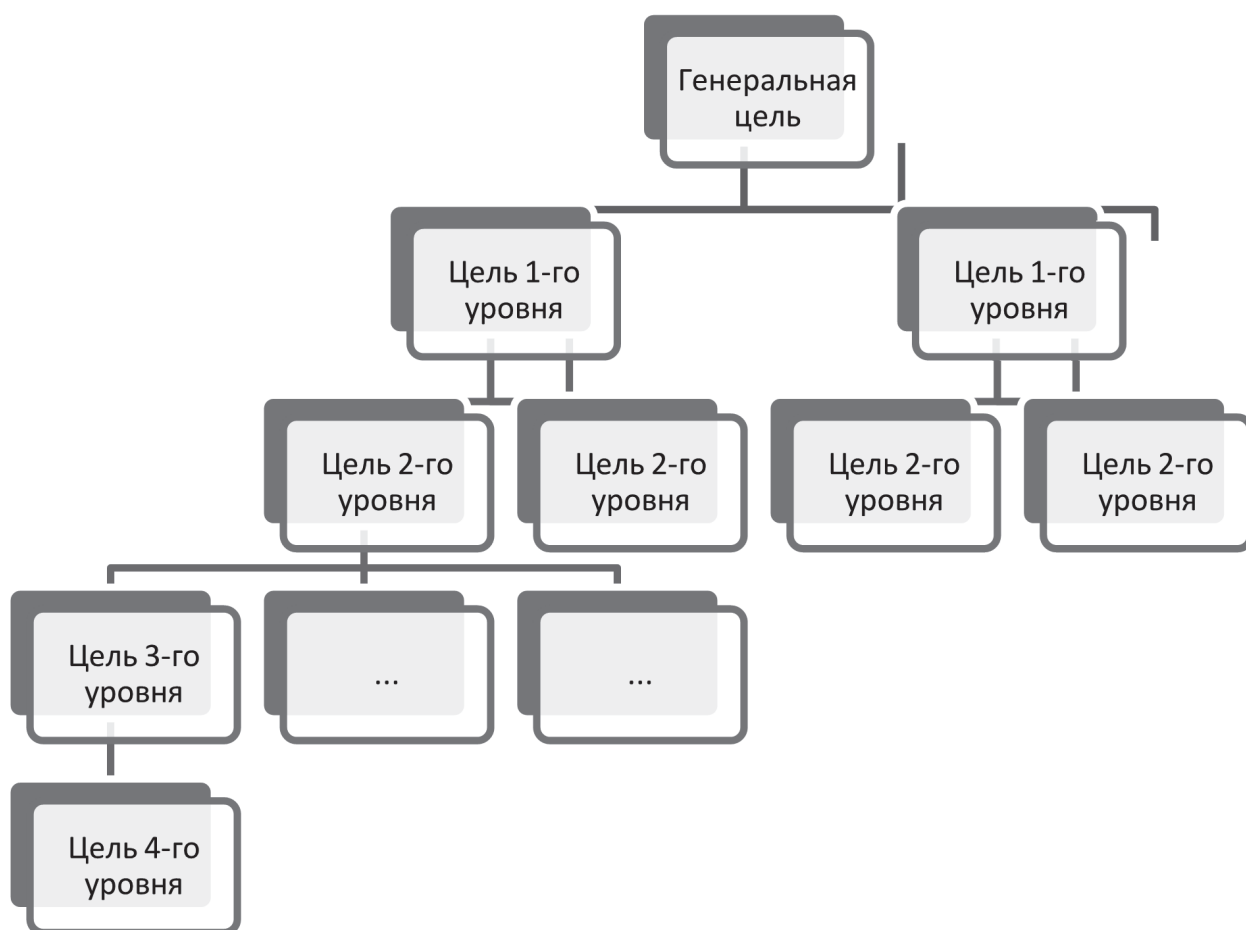 Генеральная
цель
Цель 1-го
уровня
Цель 1-го
уровня
Цель 2-го
уровня
Цель 2-го
уровня
Цель 2-го
уровня
Цель 2-го
уровня
Цель 3-го
уровня
...
...
Цель 4-го
уровня